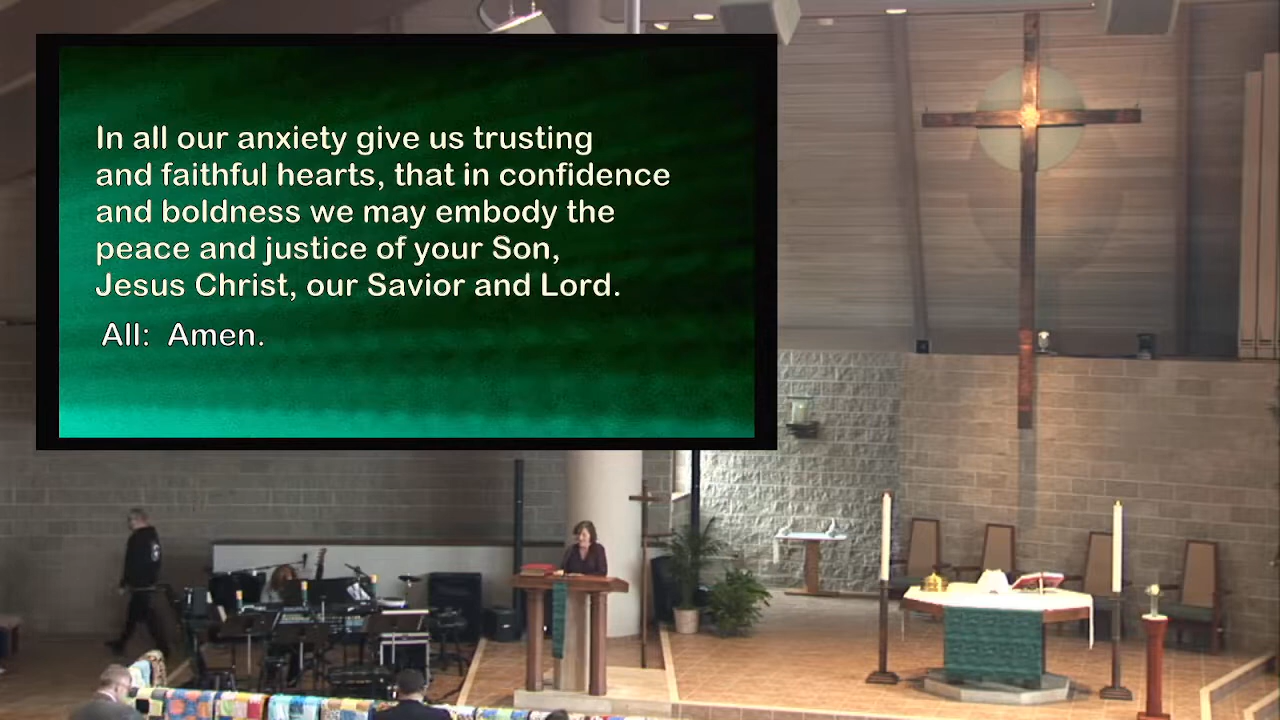 In all our anxiety give us trusting
and faithful hearts, that in confidence
and boldness we may embody the
peace and justice of your Son,
Jesus Christ, our Savior and Lord.
All:  Amen.